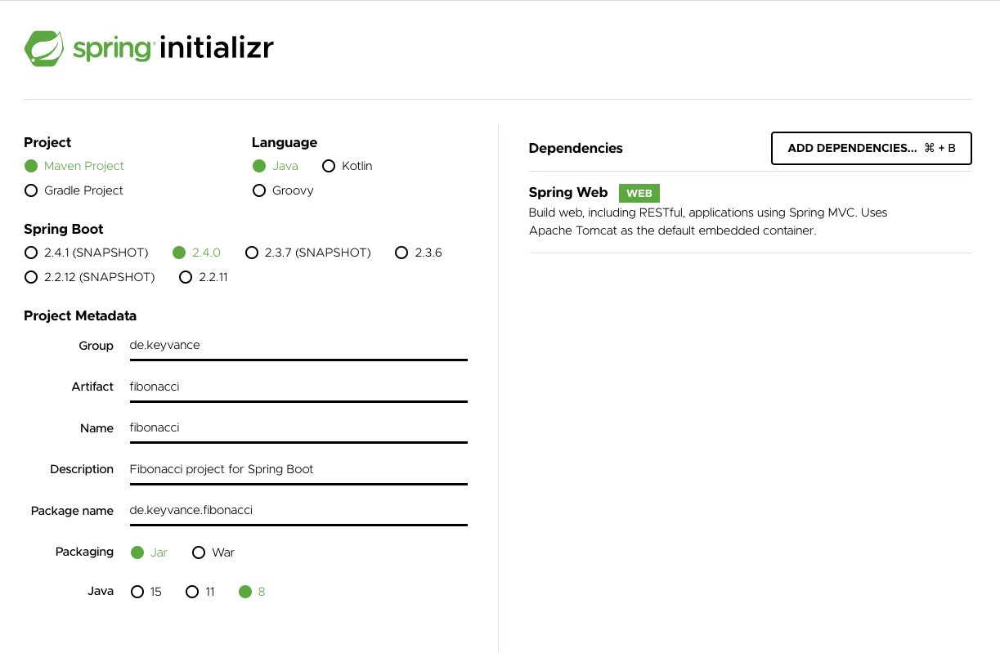 spring initializr
Project
Maven Project
Gradle Project
Language
Java Kotlin
Groovy
Spring Boot
2.4.1 (SNAPSHOT) 2.4.0 2.3.7 (SNAPSHOT) 2.3.6
2.2.12 (SNAPSHOT) 2.2.11
Project Metadata
Group de.keyvance
Artifact fibonacci
Name fibonacci
Description Fibonacci project for Spring Boot
Package name de.keyvance.fibonacci
Packaging Jar War
Java 15 11 8
Dependencies ADD DEPENDENCIES... ⌘ + B
Spring Web WEB
Build web, including RESTful, applications using Spring MVC. Uses
Apache Tomcat as the default embedded container.